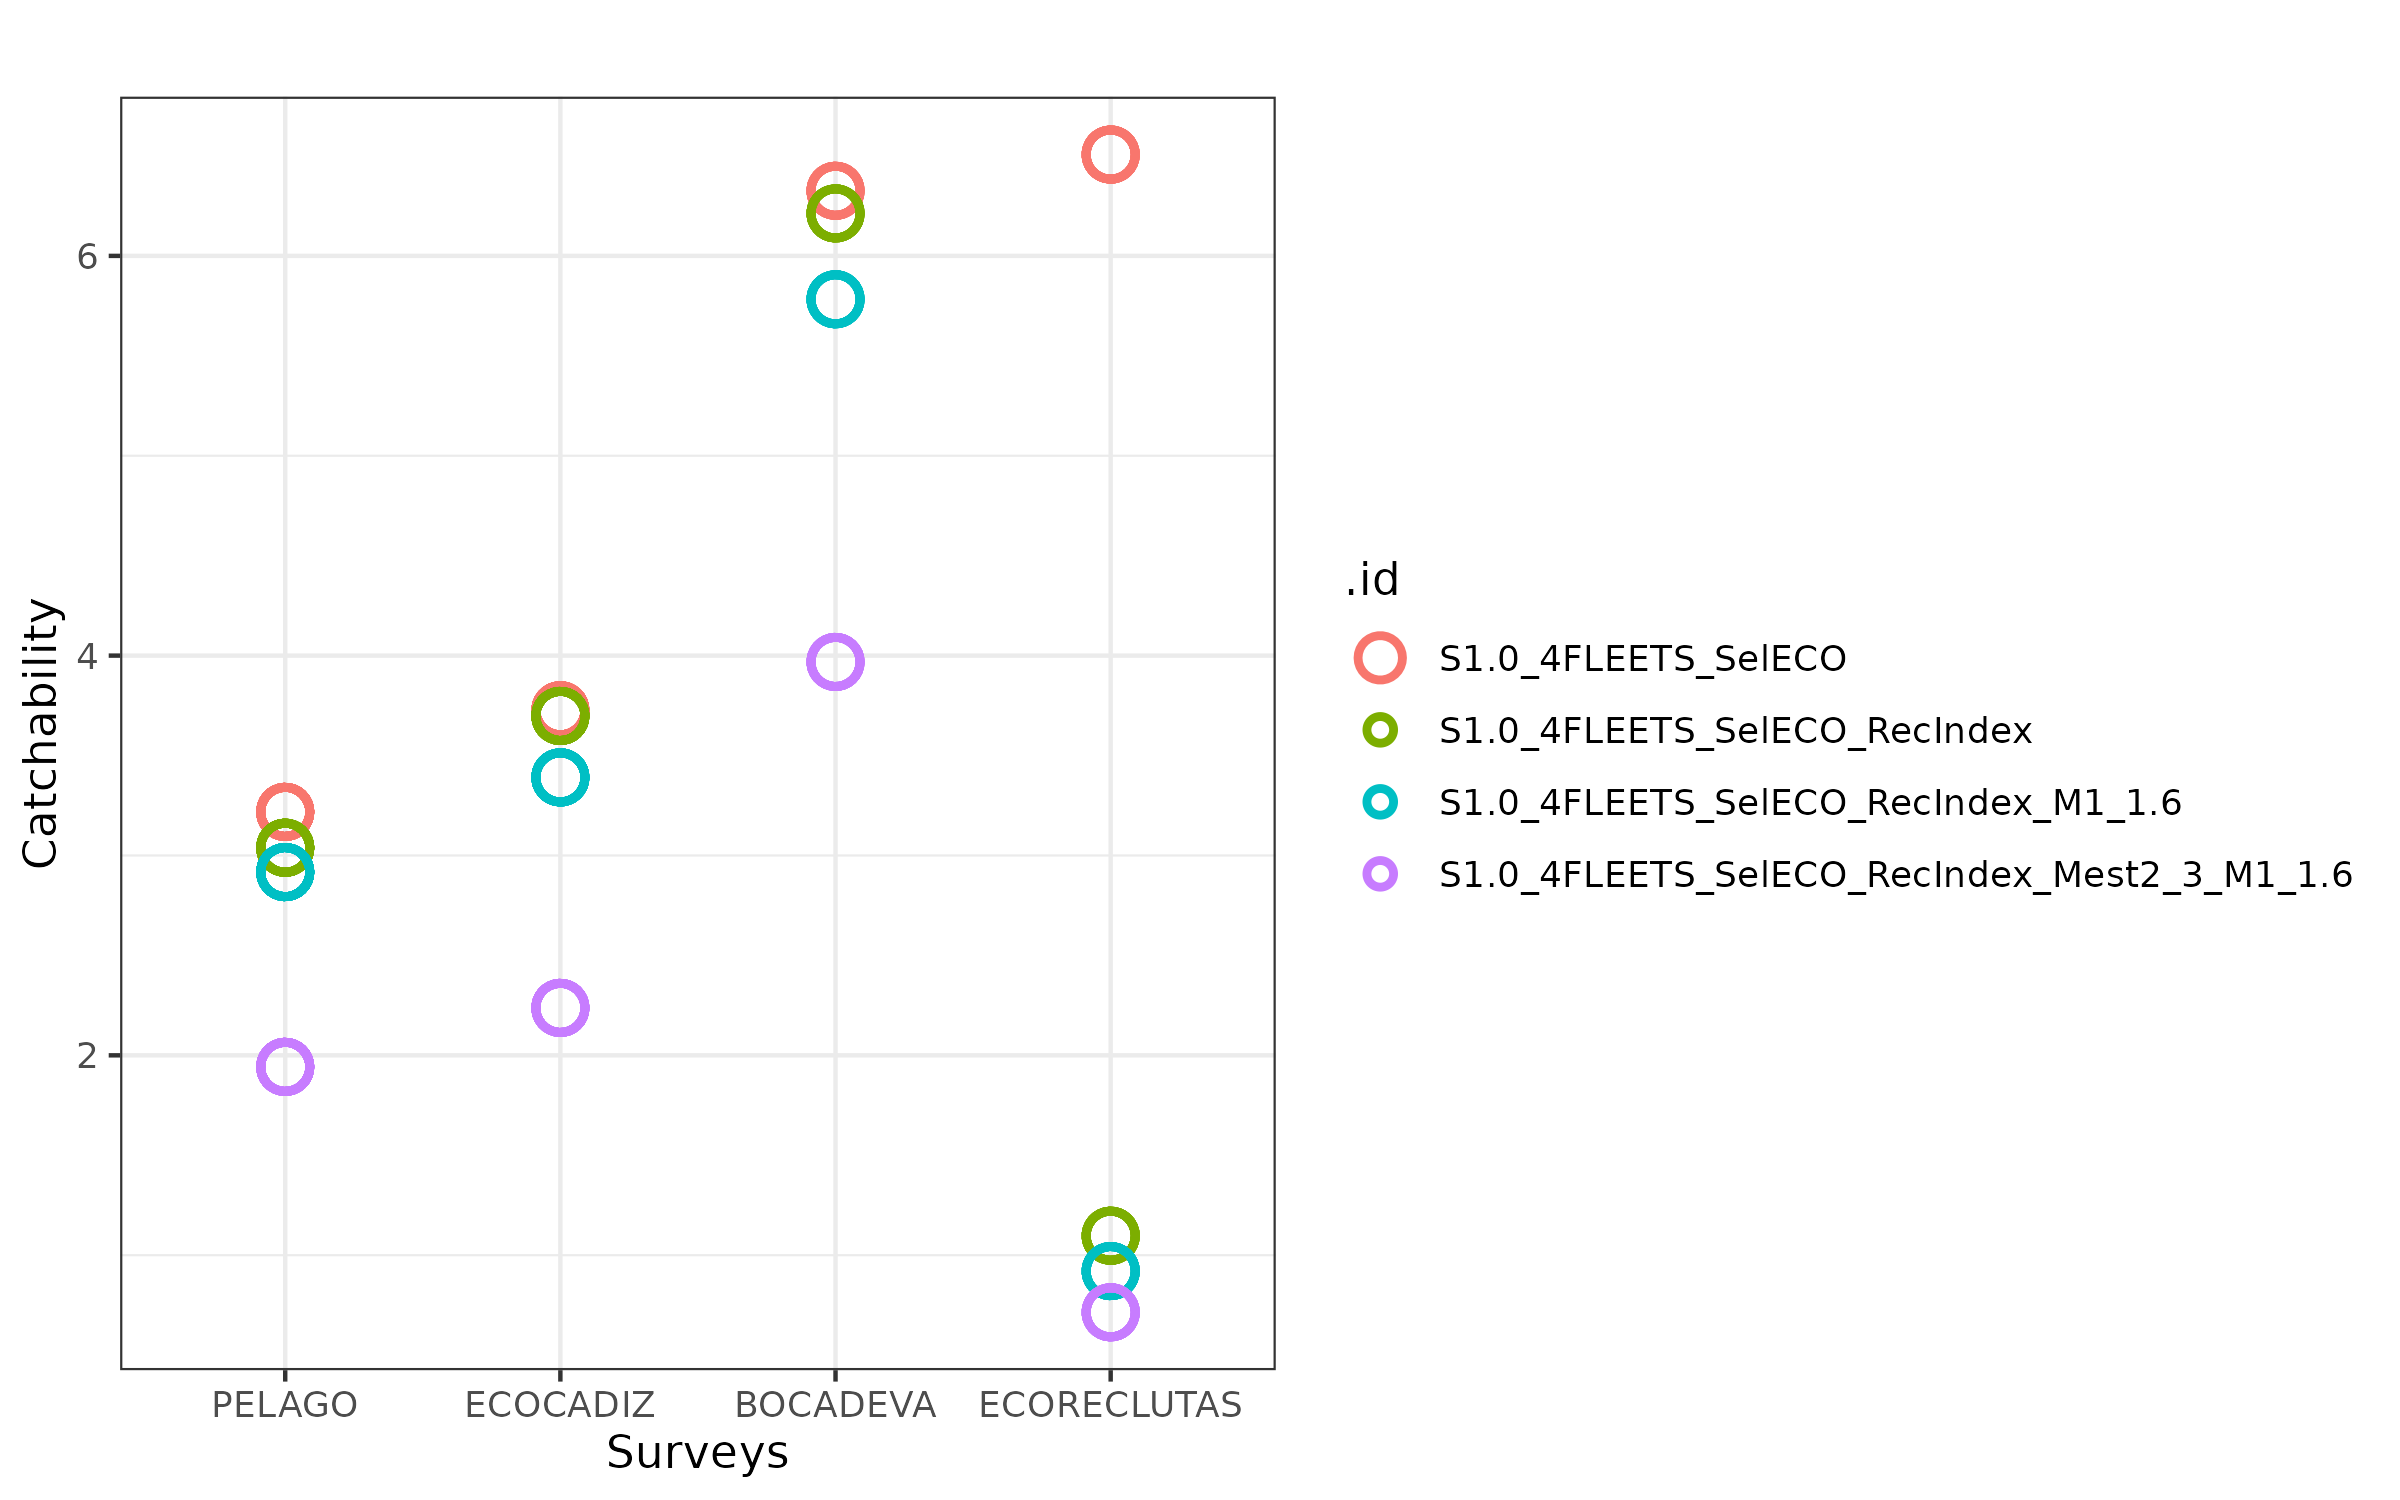 6
4
2
Catchability
PELAGO
ECOCADIZ
BOCADEVA
ECORECLUTAS
Surveys
.id
S1.0_4FLEETS_SelECO
S1.0_4FLEETS_SelECO_RecIndex
S1.0_4FLEETS_SelECO_RecIndex_M1_1.6
S1.0_4FLEETS_SelECO_RecIndex_Mest2_3_M1_1.6